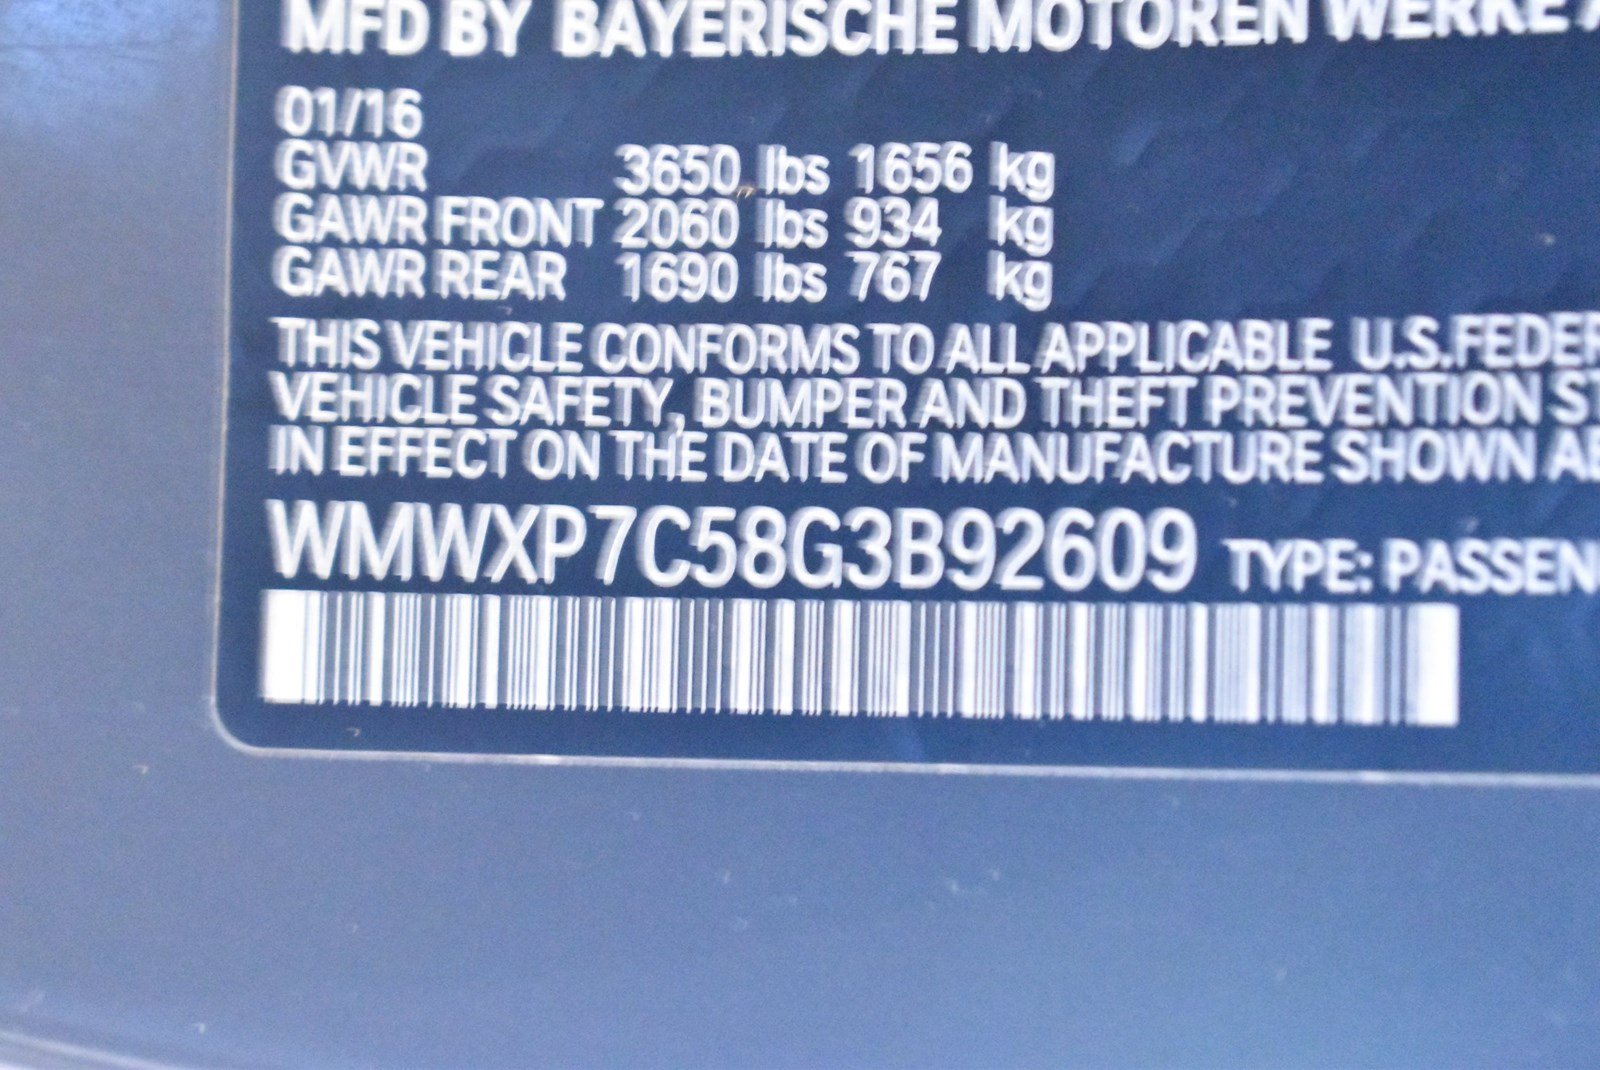 MFD BY BAYERISCHE MOTOREN WERKE
01/16
GVWR 3650 lbs 1656 kg
GAWR FRONT 2060 lbs 934 kg
GAWR REAR 1690 lbs 767 kg
THIS VEHICLE CONFORMS TO ALL APPLICABLE U.S.FEDER
VEHICLE SAFETY, BUMPER AND THEFT PREVENTION ST
IN EFFECT ON THE DATE OF MANUFACTURE SHOWN AB
WMWXP7C58G3B92609 TYPE: PASSEN